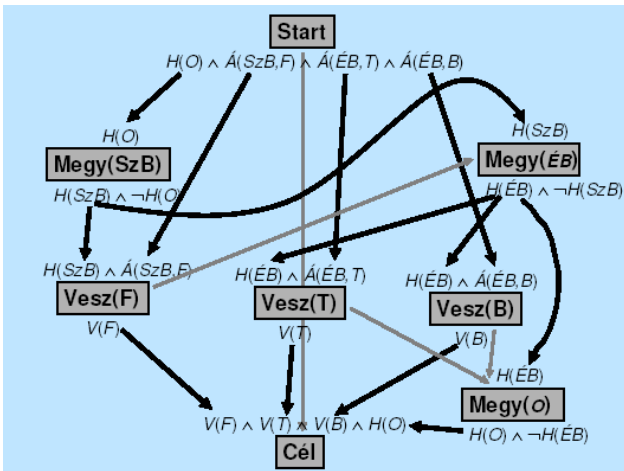 Start
H(O) ∧ Á(SzB,F) ∧ Á(ÉB,T) ∧ Á(ÉB,B)
H(O)
Megy(SzB)
H(SzB) ∧ ¬H(O)
H(SzB)
Megy(ÉB)
H(ÉB) ∧ ¬H(SzB)
H(SzB) ∧ Á(SzB,F)
Vesz(F)
V(F)
H(ÉB) ∧ Á(ÉB,T)
Vesz(T)
V(T)
H(ÉB) ∧ Á(ÉB,B)
Vesz(B)
V(B)
H(ÉB)
Megy(O)
H(O) ∧ ¬H(ÉB)
V(F) ∧ V(T) ∧ V(B) ∧ H(O)
Cél